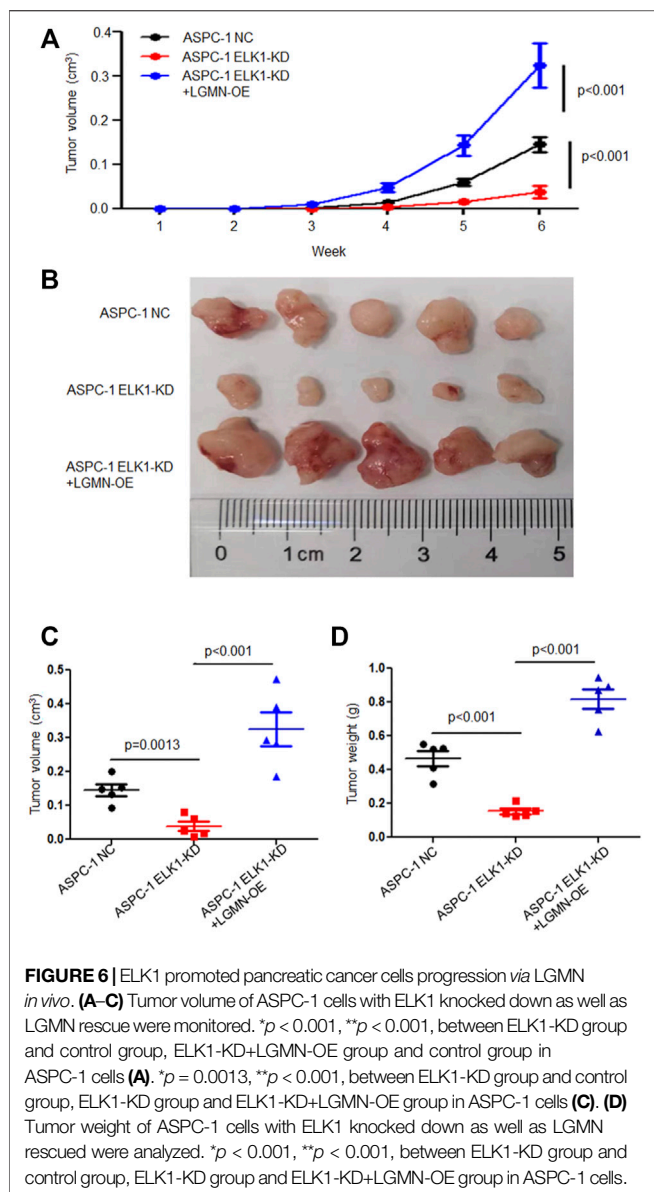 A
ASPC-1 NC
ASPC-1 ELK1-KD
ASPC-1 ELK1-KD
+LGMN-OE
Tumor volume (cm³)
0.4
0.3
0.2
0.1
0.0
p<0.001
p<0.001
1 2 3 4 5 6
Week
B
ASPC-1 NC
ASPC-1 ELK1-KD
ASPC-1 ELK1-KD
+LGMN-OE
0 1 cm 2 3 4 5
C
Tumor volume (cm³)
0.5
0.4
0.3
0.2
0.1
0.0
p<0.001
p=0.0013
ASPC-1 NC
ASPC-1 ELK1-KD
ASPC-1 ELK1-KD
+LGMN-OE
D
Tumor weight (g)
1.0
0.8
0.6
0.4
0.2
0.0
p<0.001
p<0.001
ASPC-1 NC
ASPC-1 ELK1-KD
ASPC-1 ELK1-KD
+LGMN-OE
FIGURE 6 | ELK1 promoted pancreatic cancer cells progression via LGMN
in vivo. (A–C) Tumor volume of ASPC-1 cells with ELK1 knocked down as well as
LGMN rescue were monitored. *p < 0.001, **p < 0.001, between ELK1-KD group
and control group, ELK1-KD+LGMN-OE group and control group in
ASPC-1 cells (A). *p = 0.0013, **p < 0.001, between ELK1-KD group and control
group, ELK1-KD group and ELK1-KD+LGMN-OE group in ASPC-1 cells (C). (D)
Tumor weight of ASPC-1 cells with ELK1 knocked down as well as LGMN
rescued were analyzed. *p < 0.001, **p < 0.001, between ELK1-KD group and
control group, ELK1-KD group and ELK1-KD+LGMN-OE group in ASPC-1 cells.